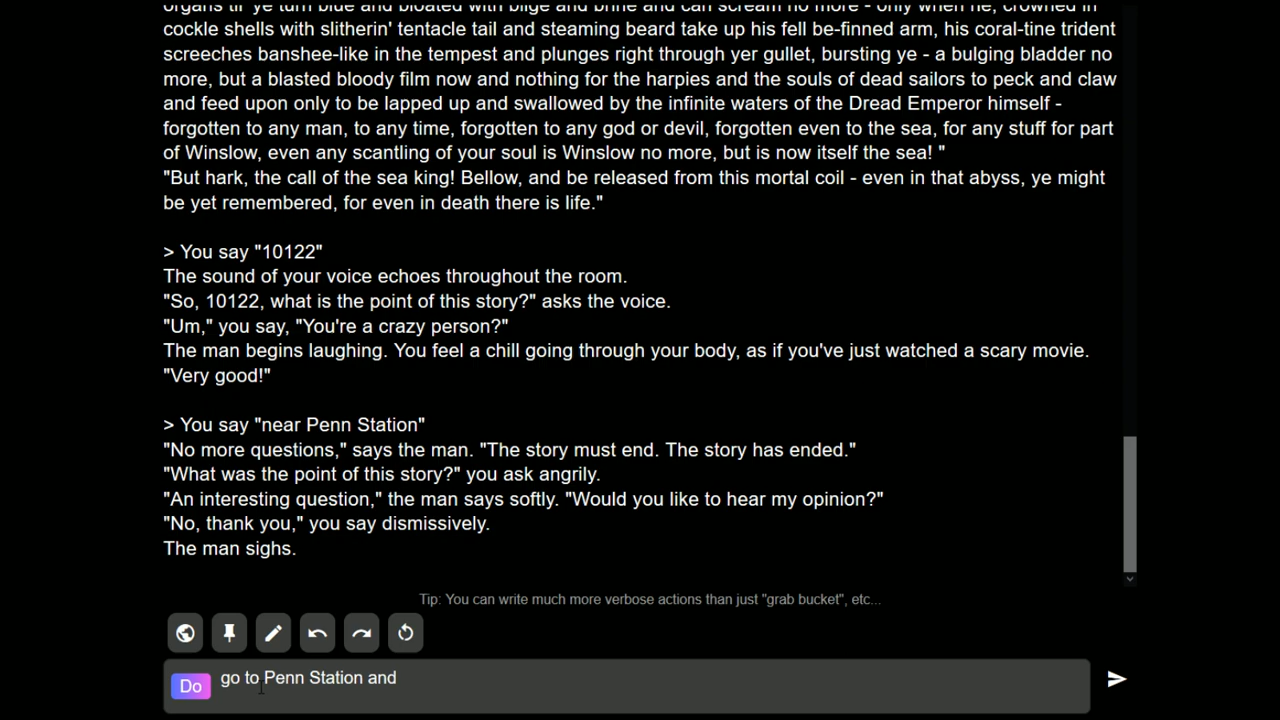 organs til' ye turn blue and bloated with bilge and brine and can scream no more - only when he, crowned in
cockle shells with slitherin' tentacle tail and steaming beard take up his fell be-finned arm, his coral-tine trident
screeches banshee-like in the tempest and plunges right through yer gullet, bursting ye - a bulging bladder no
more, but a blasted bloody film now and nothing for the harpies and the souls of dead sailors to peck and claw
and feed upon only to be lapped up and swallowed by the infinite waters of the Dread Emperor himself -
forgotten to any man, to any time, forgotten to any god or devil, forgotten even to the sea, for any stuff for part
of Winslow, even any scantling of your soul is Winslow no more, but is now itself the sea! "
"But hark, the call of the sea king! Bellow, and be released from this mortal coil - even in that abyss, ye might
be yet remembered, for even in death there is life."
> You say "10122"
The sound of your voice echoes throughout the room.
"So, 10122, what is the point of this story?" asks the voice.
"Um," you say, "You're a crazy person?"
The man begins laughing. You feel a chill going through your body, as if you've just watched a scary movie.
"Very good!"
> You say "near Penn Station"
"No more questions," says the man. "The story must end. The story has ended."
"What was the point of this story?" you ask angrily.
"An interesting question," the man says softly. "Would you like to hear my opinion?"
"No, thank you," you say dismissively.
The man sighs.
Tip: You can write much more verbose actions than just "grab bucket", etc...
Do go to Penn Station and